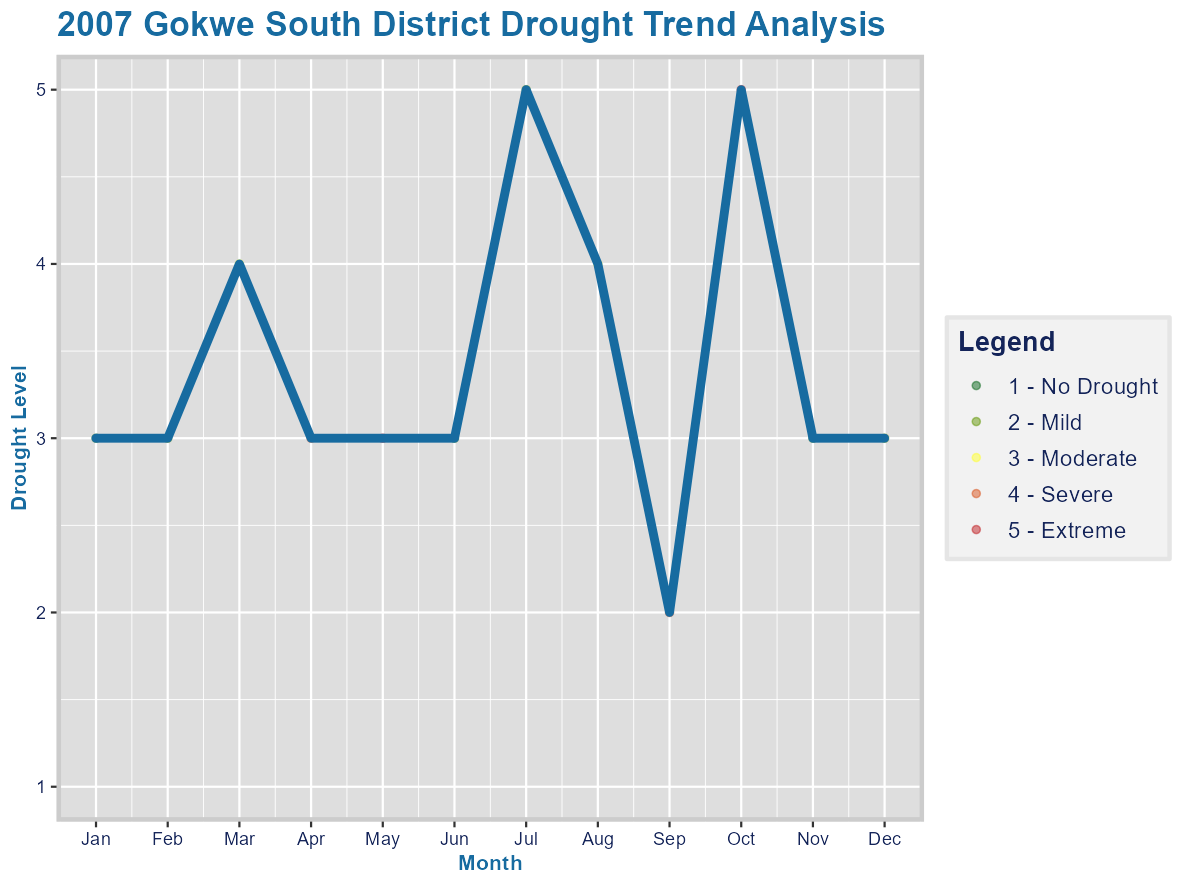 2007 Gokwe South District Drought Trend Analysis
5
4
3
2
1
Drought Level
Jan Feb Mar Apr May Jun Jul Aug Sep Oct Nov Dec
Month
Legend
1 - No Drought
2 - Mild
3 - Moderate
4 - Severe
5 - Extreme